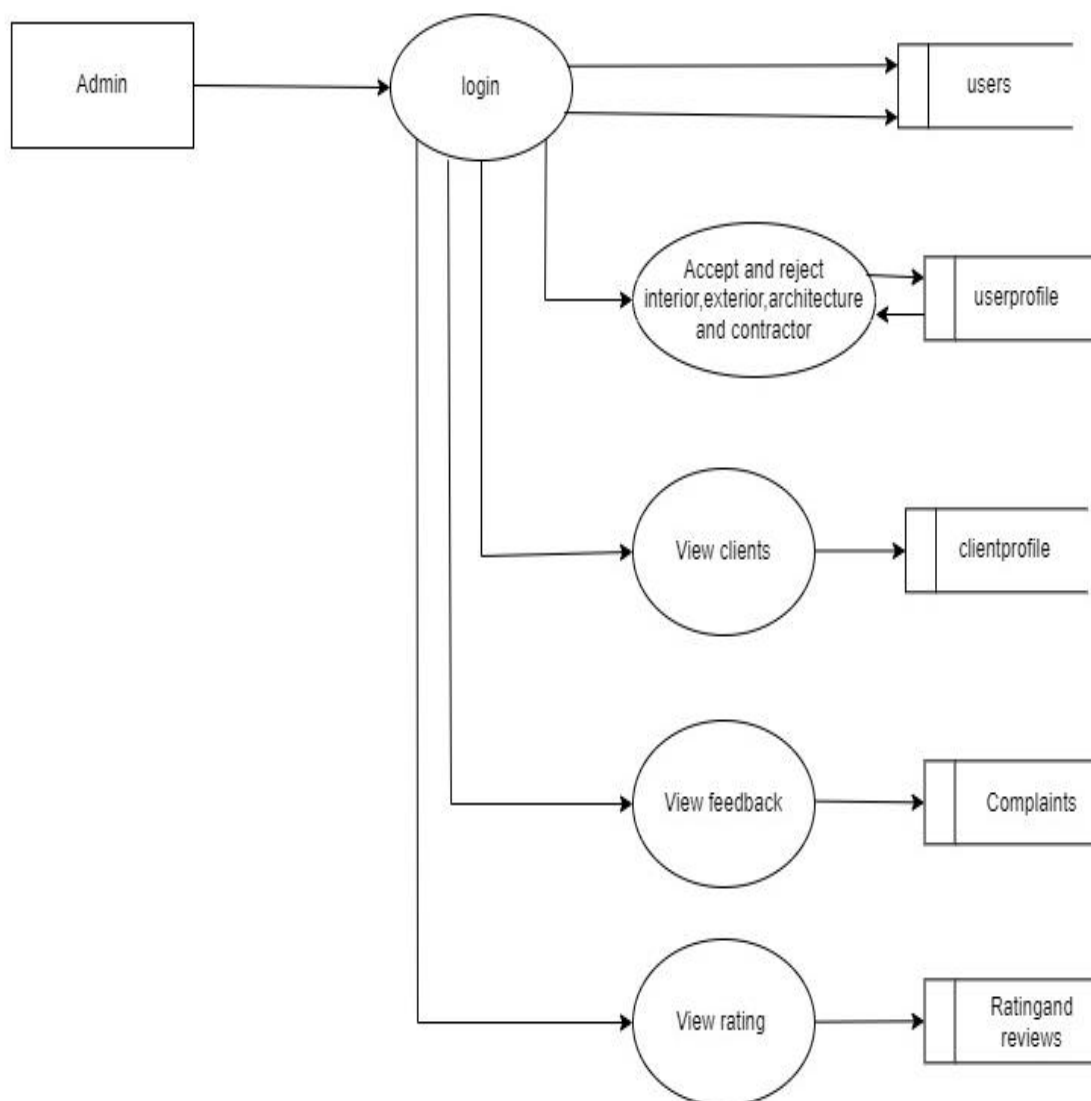 Admin
login
users
Accept and reject
interior,exterior,architecture
and contractor
userprofile
View clients
clientprofile
View feedback
Complaints
View rating
Ratingand
reviews